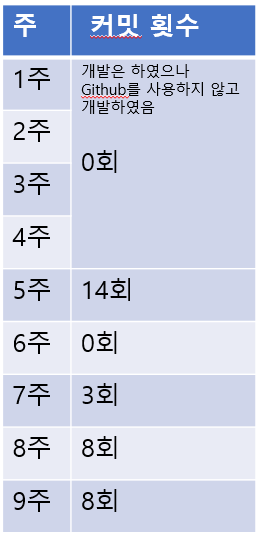 주 커밋 횟수
1주 개발은 하였으나
Github를 사용하지 않고
개발하였음
2주
0회
3주
4주
5주 14회
6주 0회
7주 3회
8주 8회
9주 8회